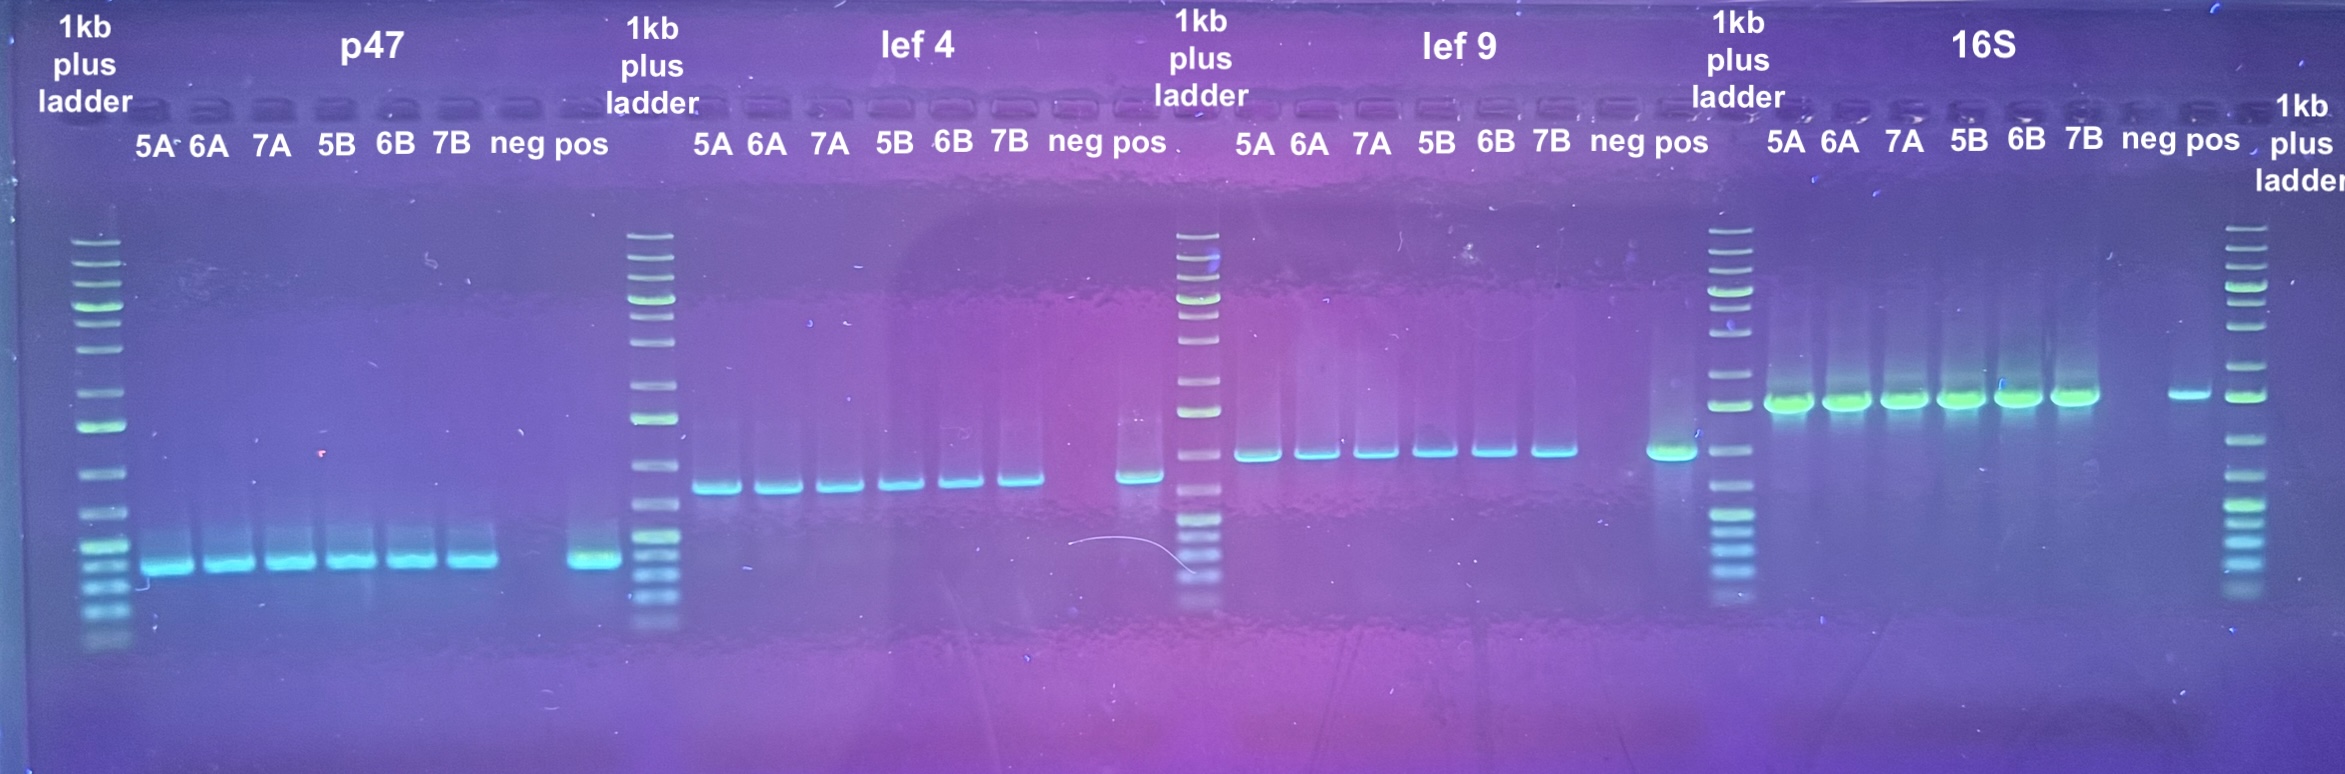 1kb
plus
ladder
p47
1kb
plus
ladder
lef 4
1kb
plus
ladder
lef 9
1kb
plus
ladder
16S
1kb
plus
ladder
5A 6A 7A 5B 6B 7B neg pos
5A 6A 7A 5B 6B 7B neg pos
5A 6A 7A 5B 6B 7B neg pos
5A 6A 7A 5B 6B 7B neg pos